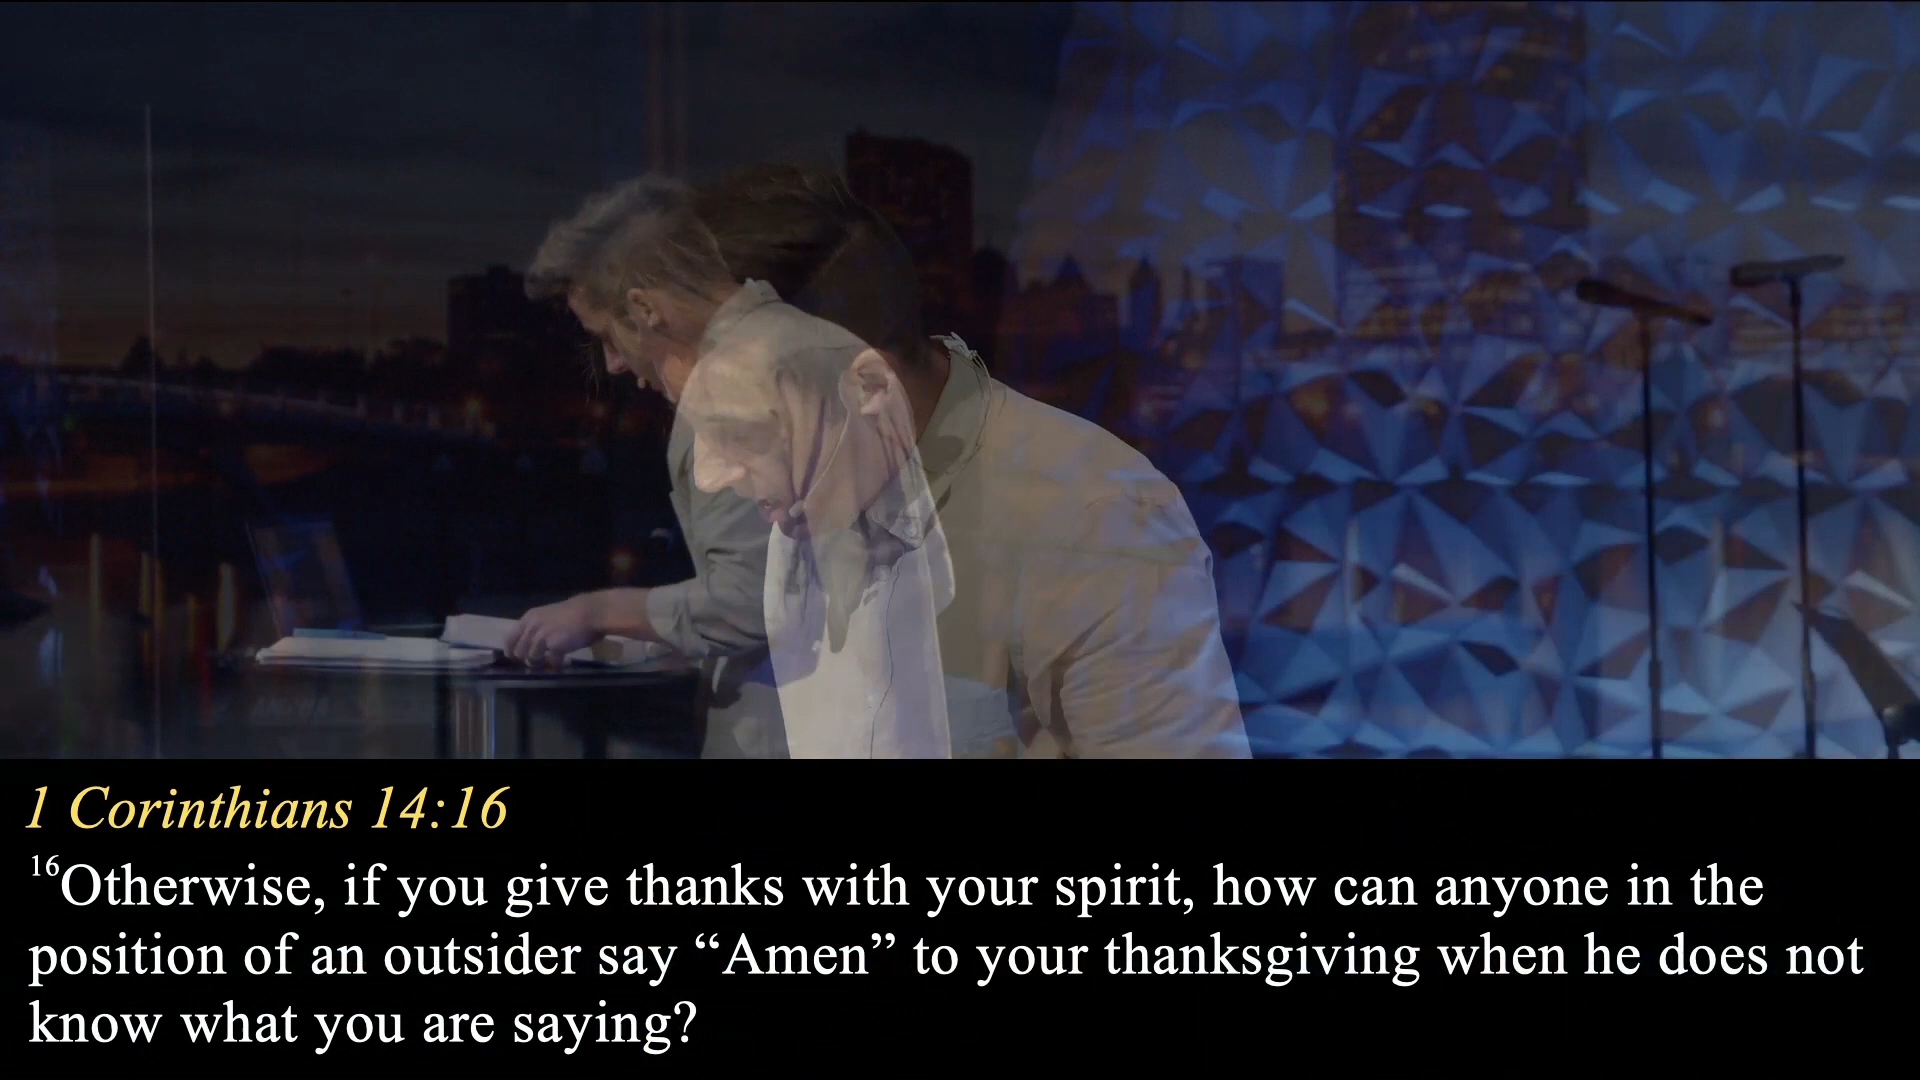 1 Corinthians 14:16
16Otherwise, if you give thanks with your spirit, how can anyone in the
position of an outsider say “Amen” to your thanksgiving when he does not
know what you are saying?